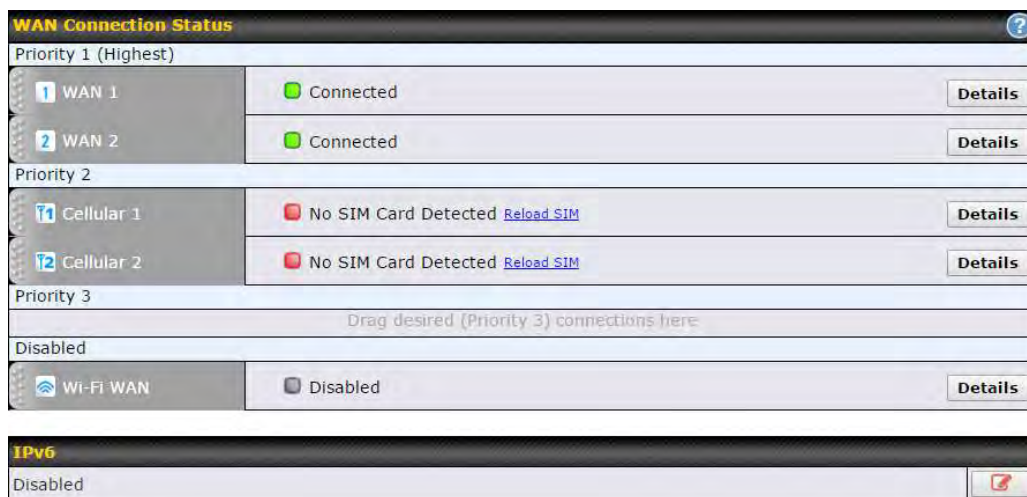 WAN Connection Status
Priority 1 (Highest)
1 WAN 1 Connected Details
2 WAN 2 Connected Details
Priority 2
1 Cellular 1 No SIM Card Detected Reload SIM Details
2 Cellular 2 No SIM Card Detected Reload SIM Details
Priority 3
Drag desired (Priority 3) connections here
Disabled
Wi-Fi WAN Disabled Details
IPv6
Disabled